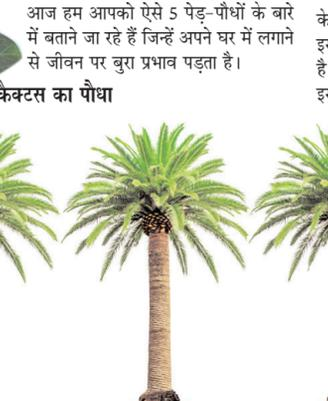 आज हम आपको ऐसे 5 पेड़-पौधों के बारे
में बताने जा रहे हैं जिन्हें अपने घर में लगाने
से जीवन पर बुरा प्रभाव पड़ता है।
कैक्टस का पौधा
के
है